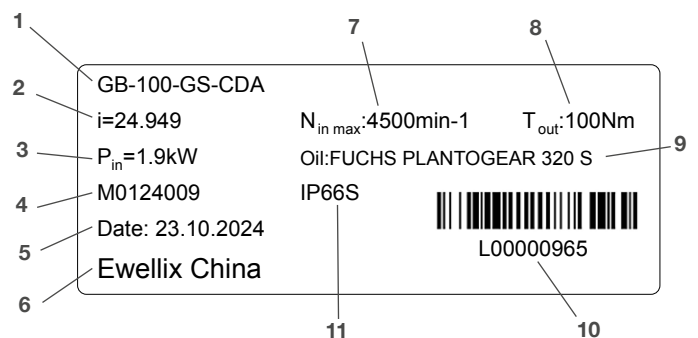 1
7
8
GB-100-GS-CDA
2
i=24.949
N in max:4500min-1
T out:100Nm
9
3
P in=1.9kW
Oil:FUCHS PLANTOGEAR 320 S
4
M0124009
IP66S
5
Date: 23.10.2024
L00000965
6
Ewellix China
11
10